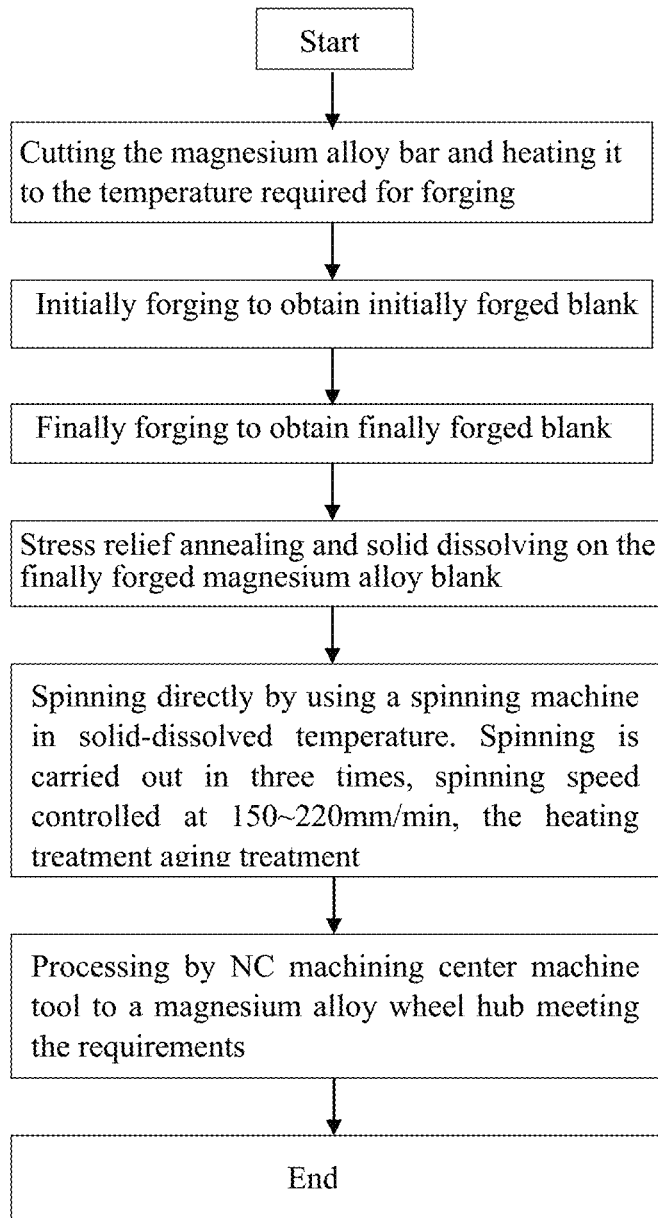 Start
Cutting the magnesium alloy bar and heating it
to the temperature required for forging
Initially forging to obtain initially forged blank
Finally forging to obtain finally forged blank
Stress relief annealing and solid dissolving on the
finally forged magnesium alloy blank
Spinning directly by using a spinning machine
in solid-dissolved temperature. Spinning is
carried out in three times, spinning speed
controlled at 150~220mm/min, the heating
treatment aging treatment
Processing by NC machining center machine
tool to a magnesium alloy wheel hub meeting
the requirements
End